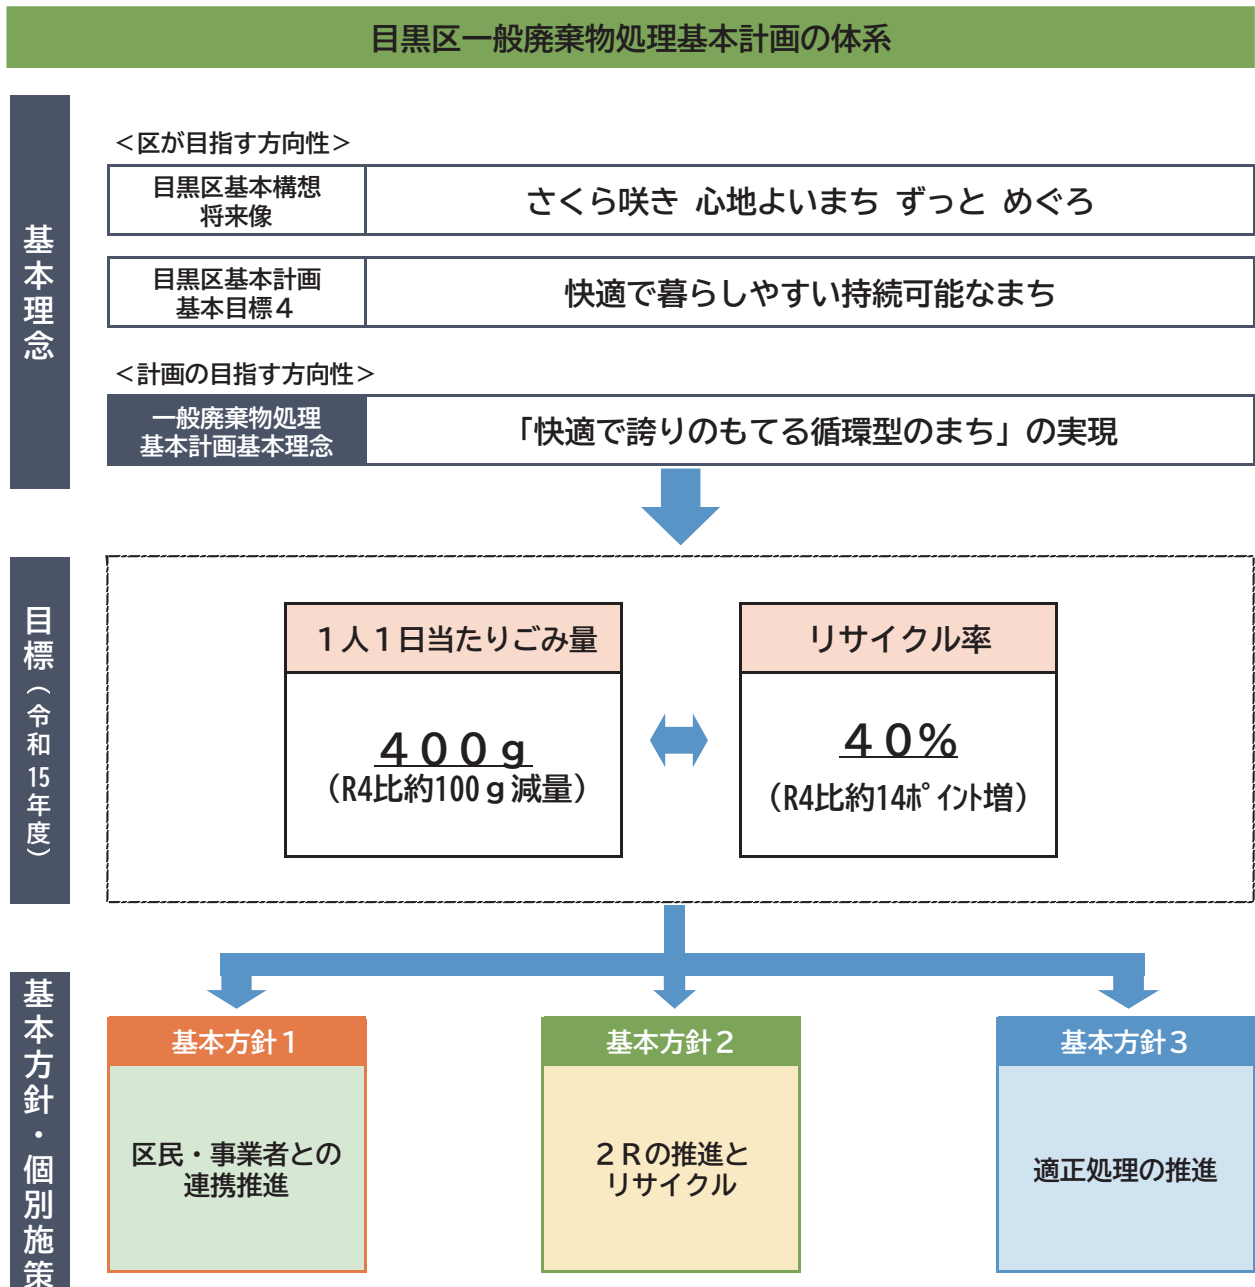 目黒区一般廃棄物処理基本計画の体系
基本理念
＜区が目指す方向性＞
目黒区基本構想
将来像
さくら咲き 心地よいまち ずっと めぐろ
目黒区基本計画
基本目標４
快適で暮らしやすい持続可能なまち
＜計画の目指す方向性＞
一般廃棄物処理
基本計画基本理念
「快適で誇りのもてる循環型のまち」の実現
目標（令和15年度）
１人１日当たりごみ量
４００ｇ
（R4比約100ｇ減量）
リサイクル率
４０％
（R4比約14ﾎﾟｲﾝﾄ増）
基本方針・個別施策
基本方針１
区民・事業者との
連携推進
基本方針２
２Ｒの推進と
リサイクル
基本方針３
適正処理の推進